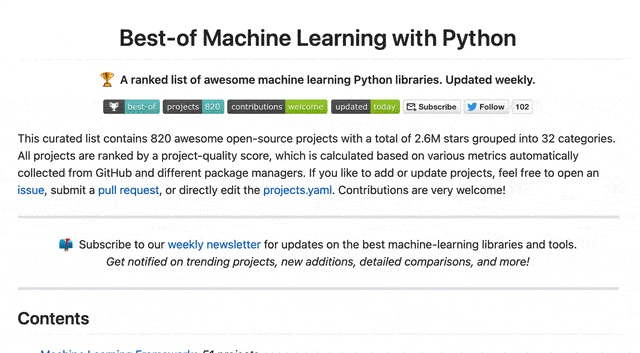 Best-of Machine Learning with Python
🏆 A ranked list of awesome machine learning Python libraries. Updated weekly.
best-of projects 820 contributions welcome updated today Subscribe Follow 102
This curated list contains 820 awesome open-source projects with a total of 2.6M stars grouped into 32 categories.
All projects are ranked by a project-quality score, which is calculated based on various metrics automatically
collected from GitHub and different package managers. If you like to add or update projects, feel free to open an
issue, submit a pull request, or directly edit the projects.yaml. Contributions are very welcome!
📫 Subscribe to our weekly newsletter for updates on the best machine-learning libraries and tools.
Get notified on trending projects, new additions, detailed comparisons, and more!
Contents
Machine Learning Frameworks 51 projects